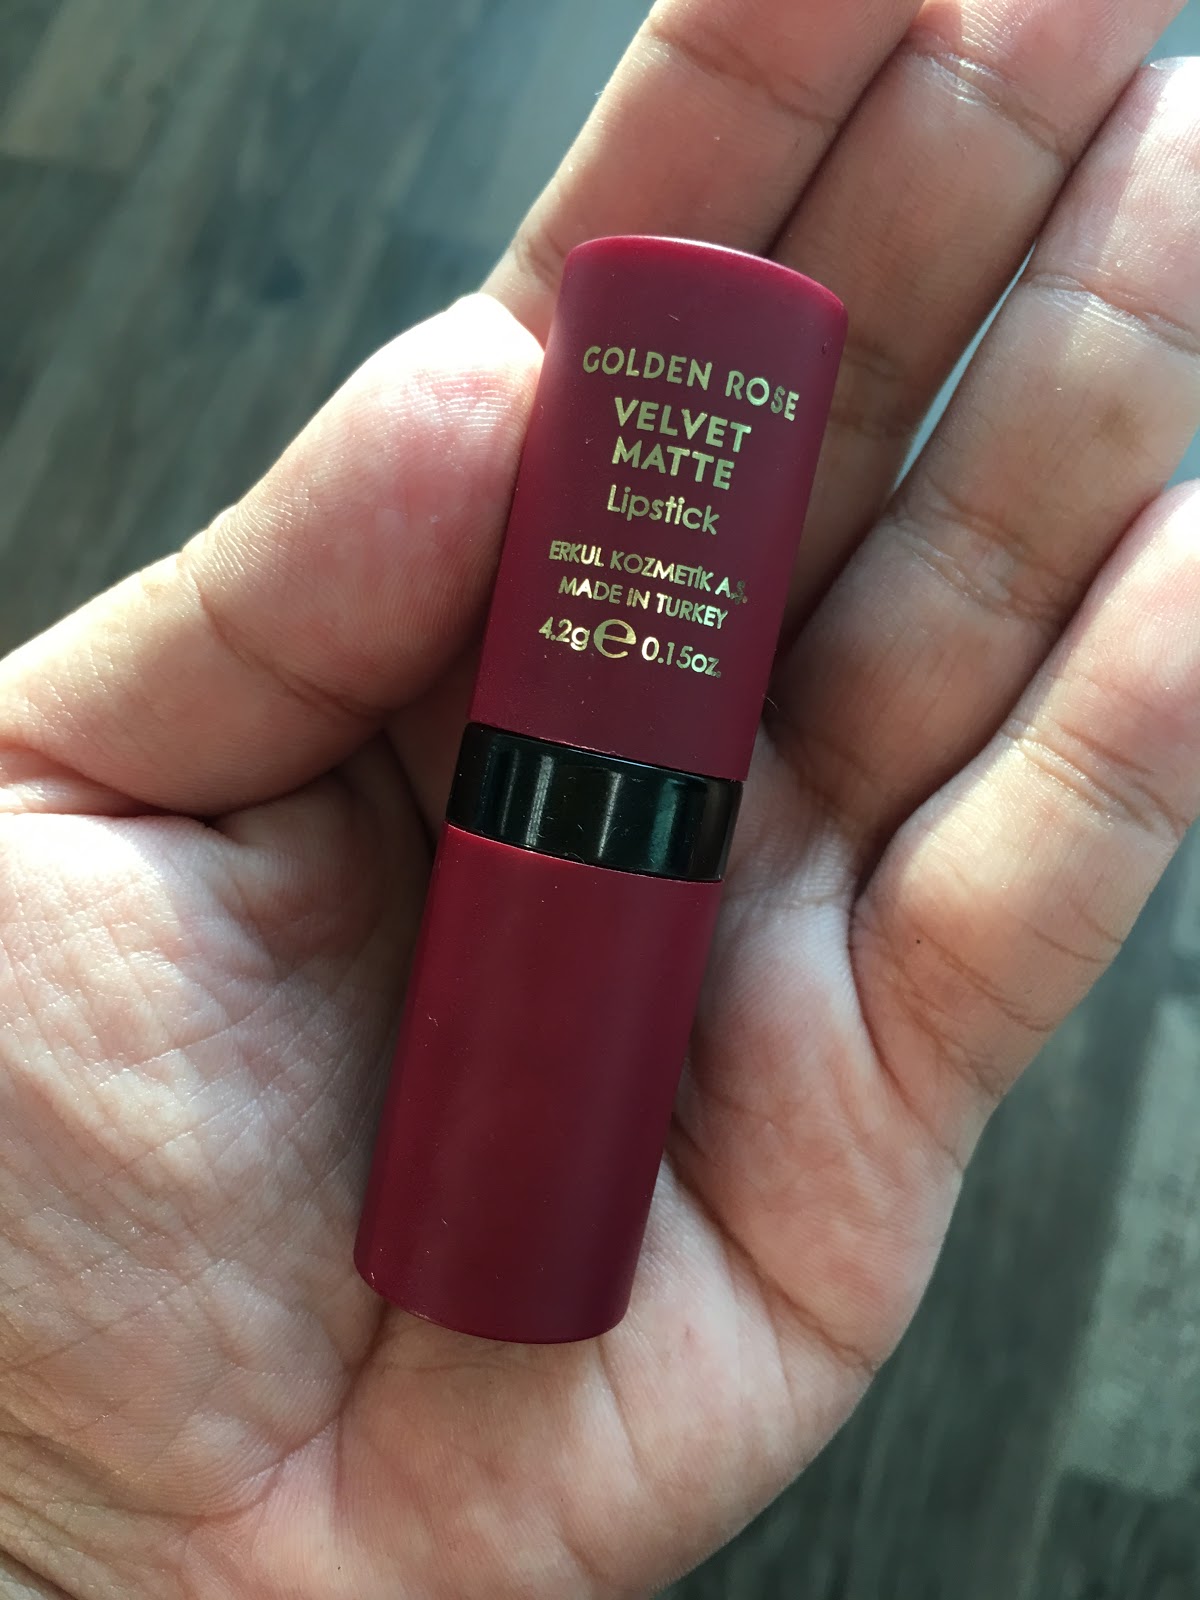 GOLDEN ROSE
VELVET
MATTE
Lipstick
ERKUL KOZMETİK A.Ş.
MADE IN TURKEY
4.2g e 0.15oz.